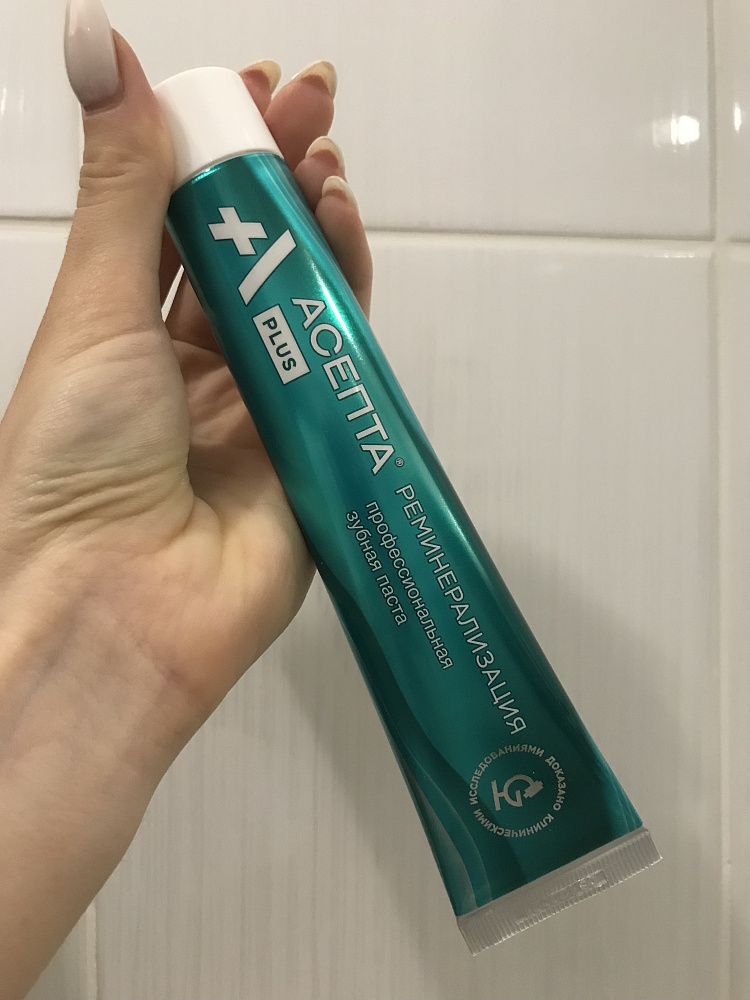 +A
АСЕПТА®
PLUS
РЕМИНЕРАЛИЗАЦИЯ
профессиональная
зубная паста
КЛИНИЧЕСКИМИ ИССЛЕДОВАНИЯМИ ДОКАЗАНО